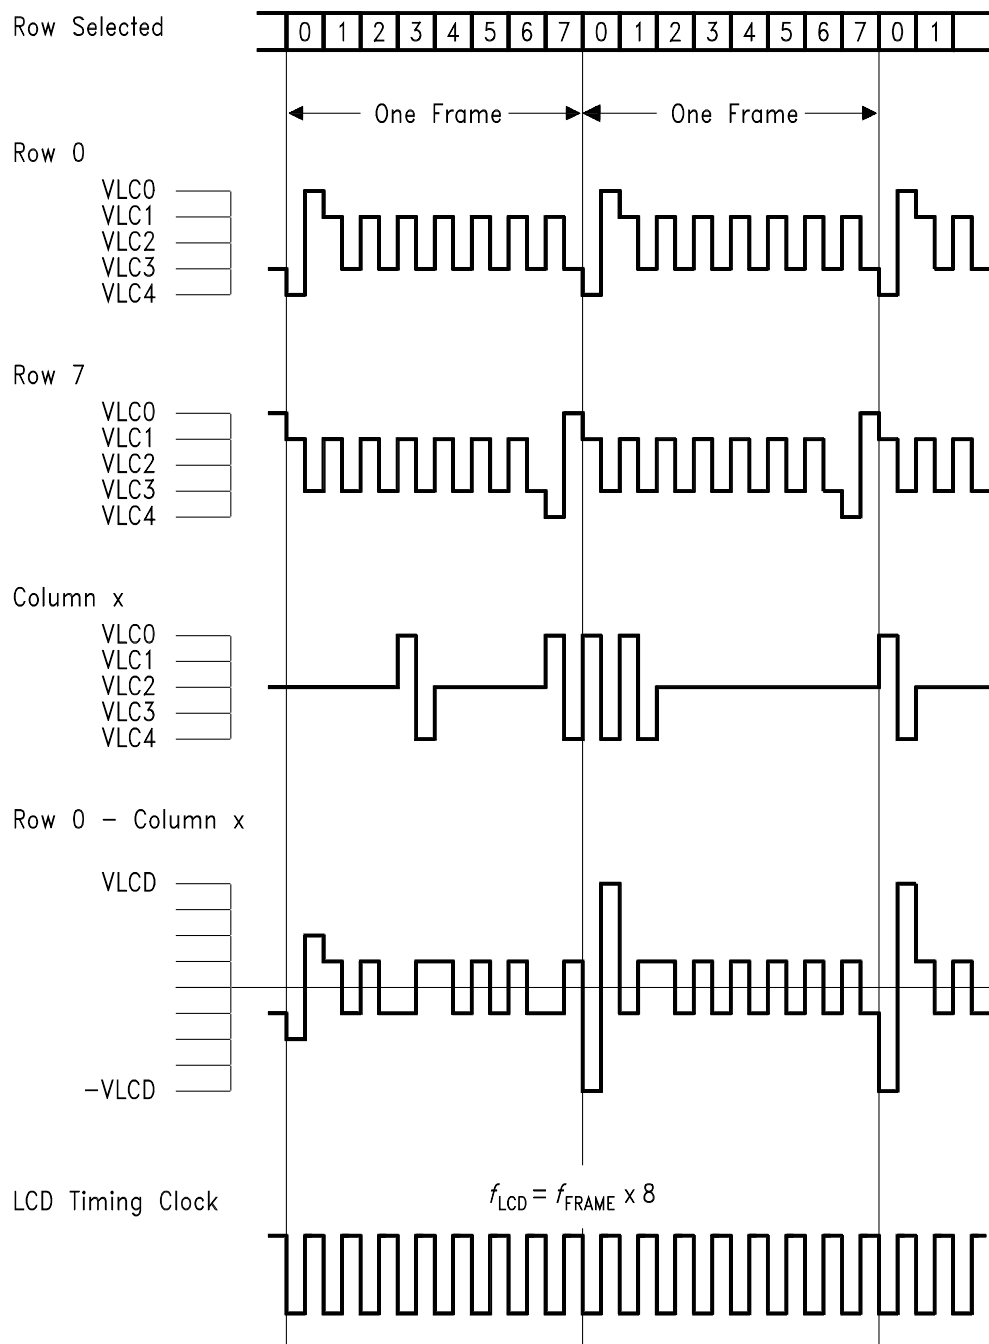 Row Selected 0 1 2 3 4 5 6 7 0 1 2 3 4 5 6 7 0 1
One Frame One Frame
Row 0
VLC0
VLC1
VLC2
VLC3
VLC4
Row 7
VLC0
VLC1
VLC2
VLC3
VLC4
Column x
VLC0
VLC1
VLC2
VLC3
VLC4
Row 0 - Column x
VLCD
-VLCD
LCD Timing Clock fLCD = fFRAME x 8